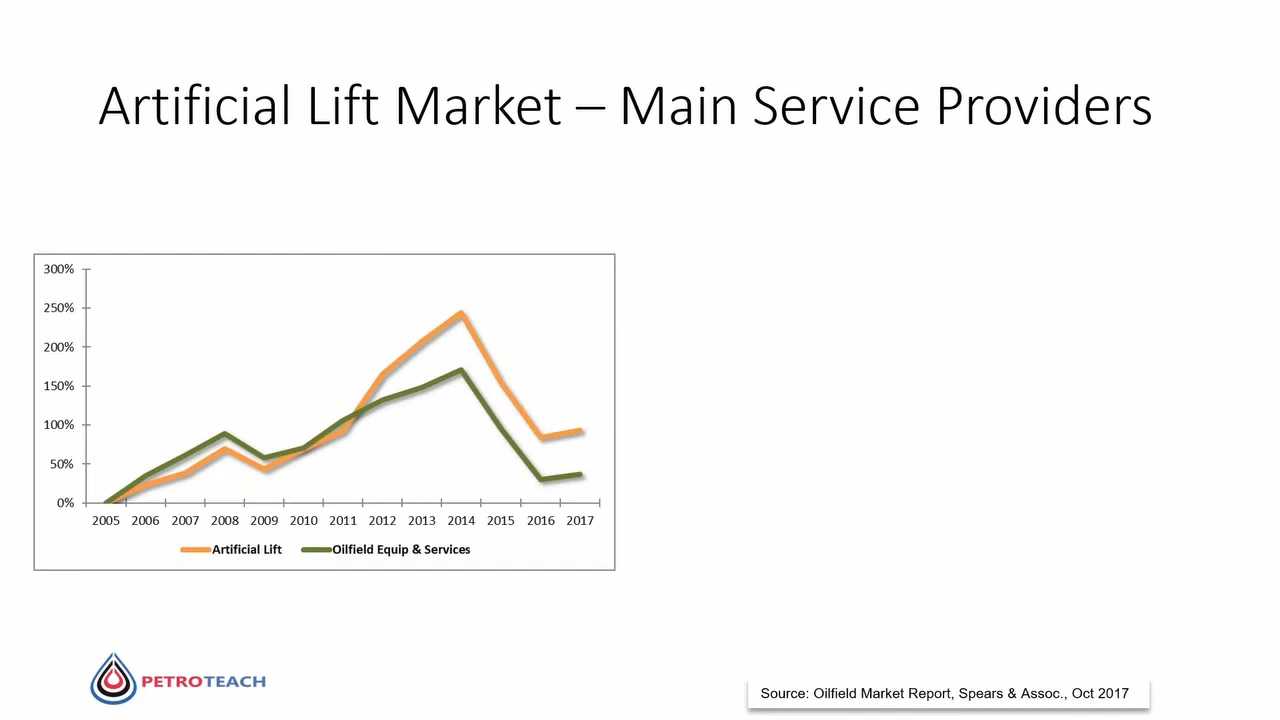 Artificial Lift Market – Main Service Providers
300%
250%
200%
150%
100%
50%
0%
2005 2006 2007 2008 2009 2010 2011 2012 2013 2014 2015 2016 2017
Artificial Lift Oilfield Equip & Services
PETROTEACH
Source: Oilfield Market Report, Spears & Assoc., Oct 2017